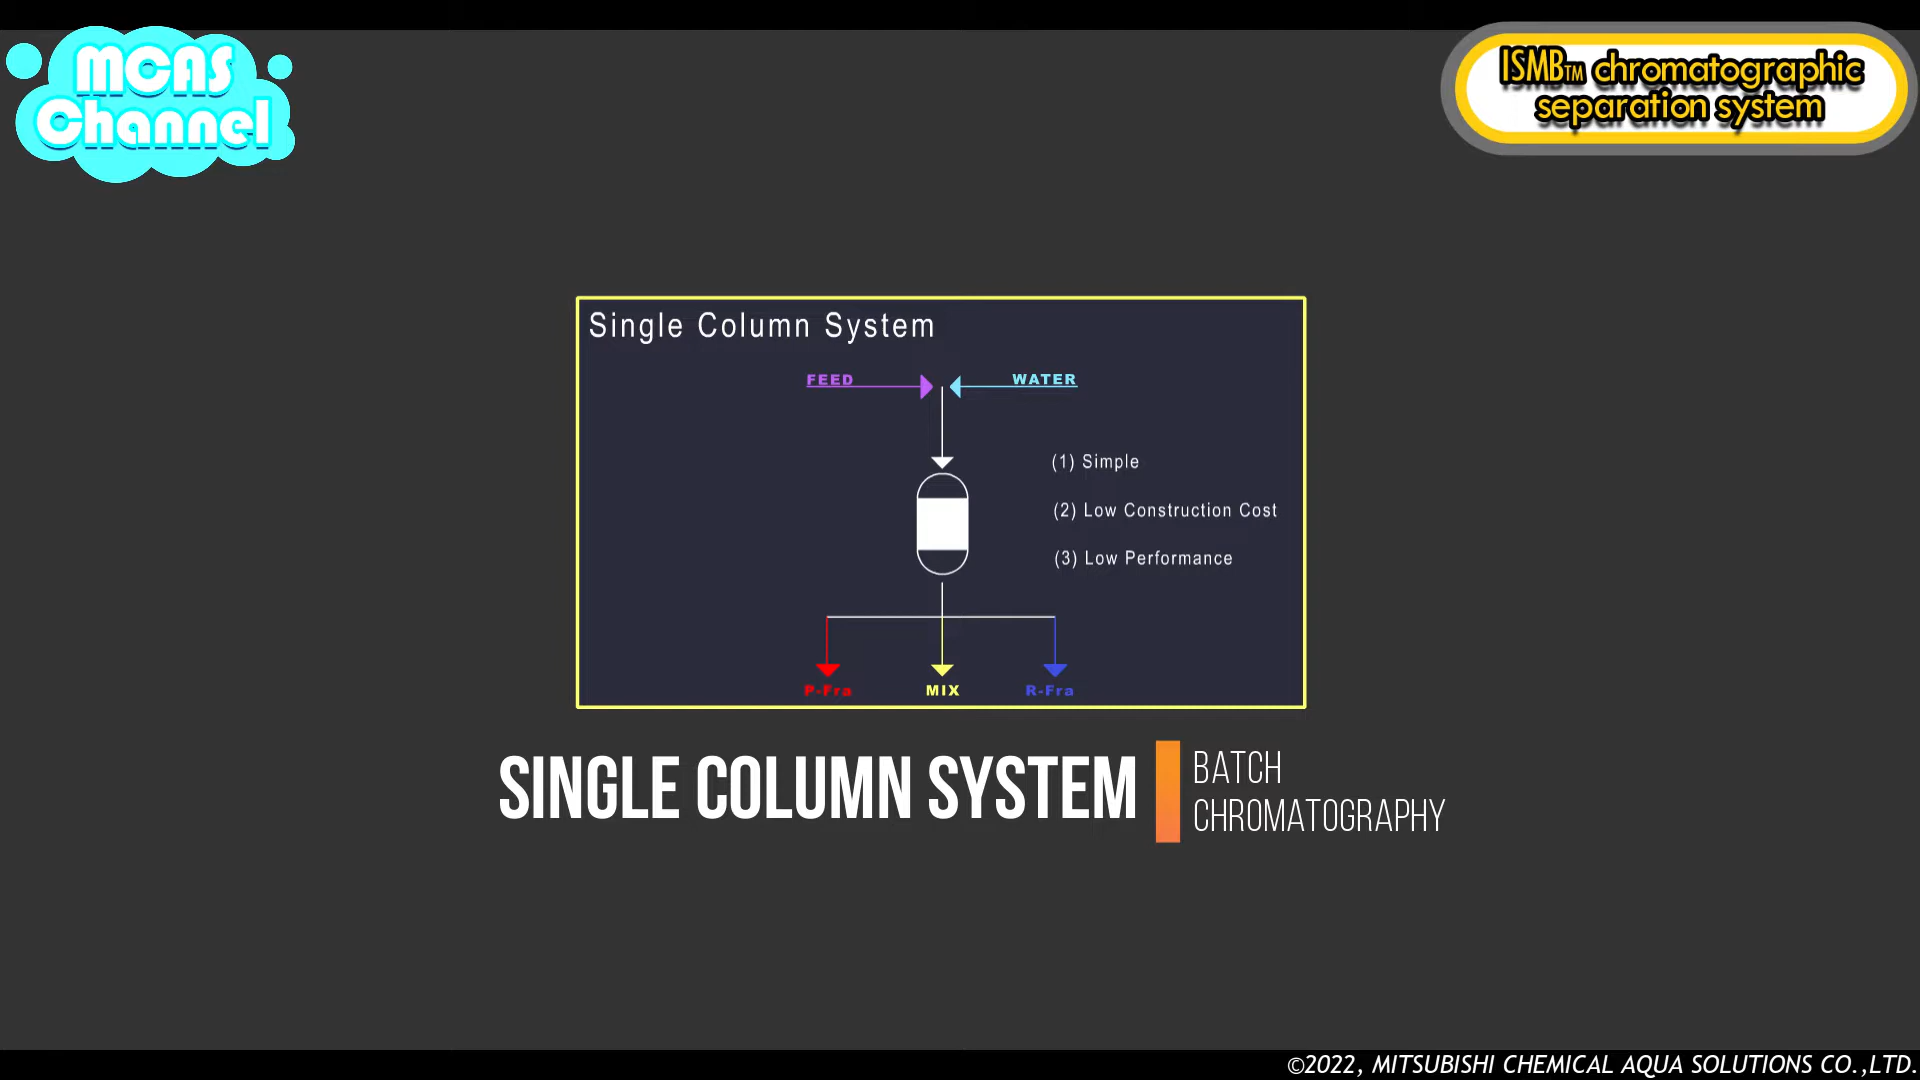 MCAS
Channel
ISMB™ chromatographic
separation system
Single Column System
FEED
WATER
(1) Simple
(2) Low Construction Cost
(3) Low Performance
P-Fra
MIX
R-Fra
SINGLE COLUMN SYSTEM
BATCH
CHROMATOGRAPHY
©2022, MITSUBISHI CHEMICAL AQUA SOLUTIONS CO.,LTD.